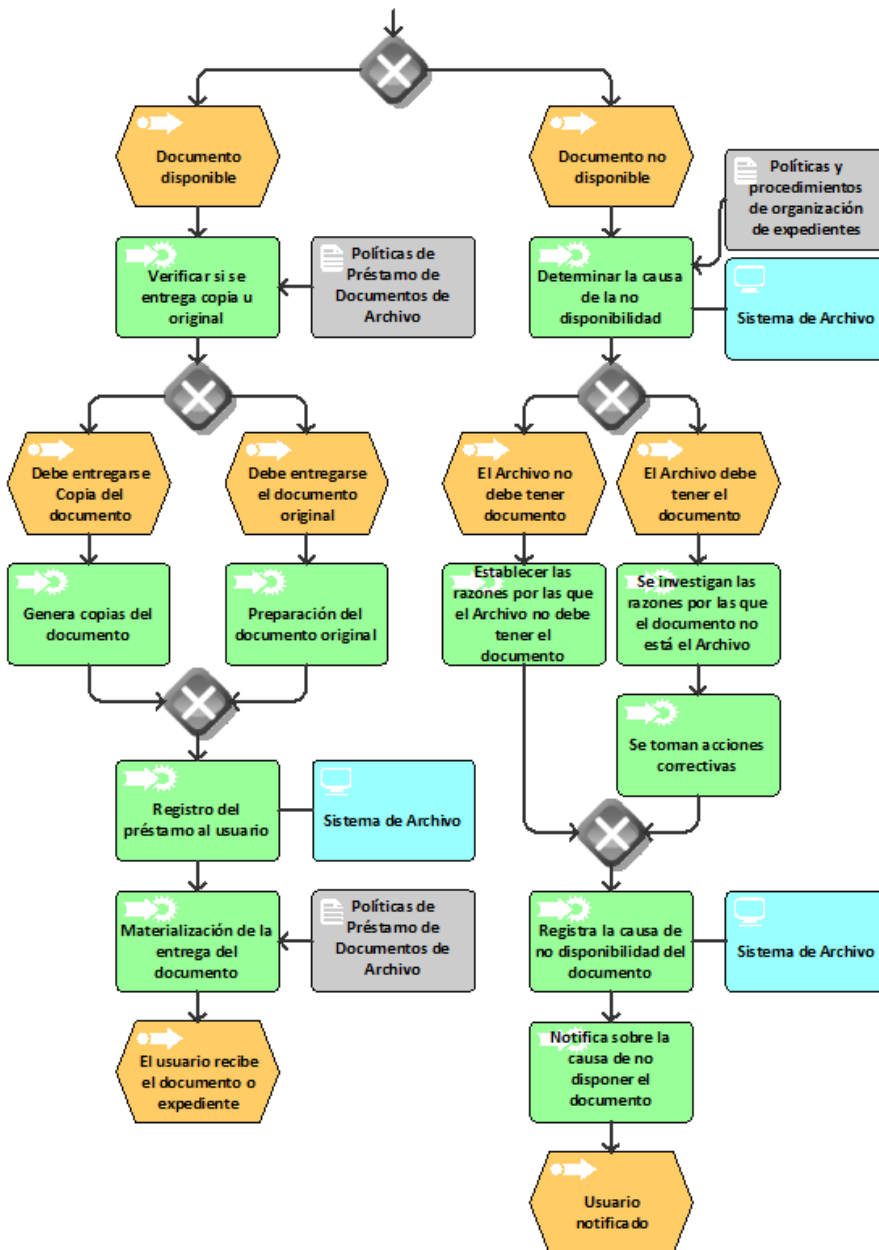 Documento
disponible
Documento no
disponible
Políticas y
procedimientos
de organización
de expedientes
Verificar si se
entrega copia u
original
Políticas de
Préstamo de
Documentos de
Archivo
Determinar la causa
de la no
disponibilidad
Sistema de Archivo
Debe entregarse
Copia del
documento
Debe entregarse
el documento
original
El Archivo no
debe tener
documento
El Archivo debe
tener el
documento
Genera copias del
documento
Preparación del
documento original
Establecer las
razones por las que
el Archivo no debe
tener el
documento
Se investigan las
razones por las que
el documento no
está el Archivo
Se toman acciones
correctivas
Registro del
préstamo al usuario
Sistema de Archivo
Materialización de la
entrega del
documento
Políticas de
Préstamo de
Documentos de
Archivo
Registra la causa de
no disponibilidad del
documento
Sistema de Archivo
El usuario recibe
el documento o
expediente
Notifica sobre la
causa de no
disponer el
documento
Usuario
notificado